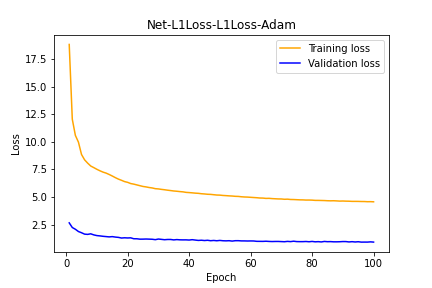 Net-L1Loss-L1Loss-Adam
Training loss
Validation loss
17.5
15.0
12.5
10.0
7.5
5.0
2.5
Loss
0
20
40
60
80
100
Epoch